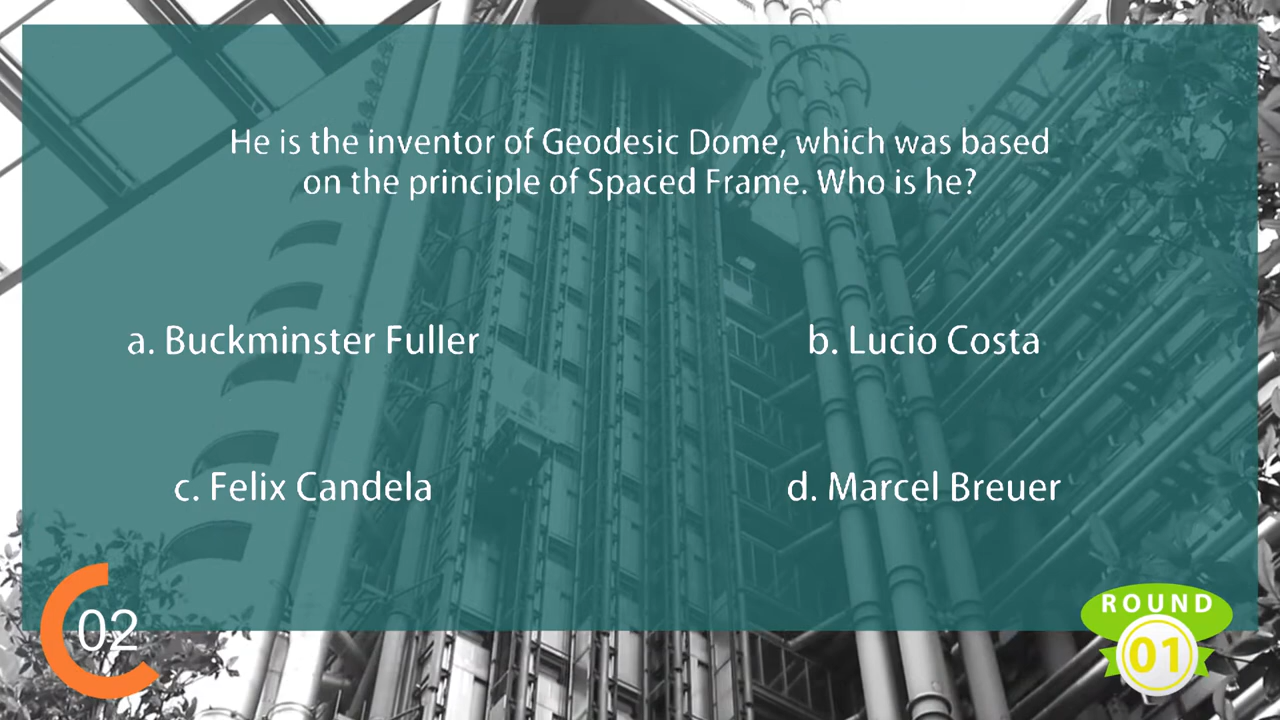 He is the inventor of Geodesic Dome, which was based
on the principle of Spaced Frame. Who is he?
a. Buckminster Fuller
b. Lucio Costa
c. Felix Candela
d. Marcel Breuer
02
ROUND
01